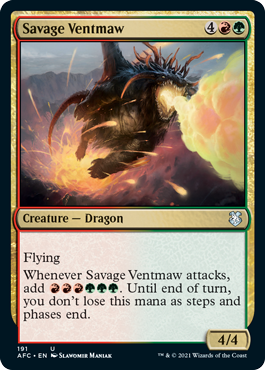 Savage Ventmaw 4
Creature — Dragon
Flying
Whenever Savage Ventmaw attacks,
add . Until end of turn,
you don't lose this mana as steps and
phases end.
4/4
191 U
AFC • EN Slawomir Maniak ™ & © 2021 Wizards of the Coast